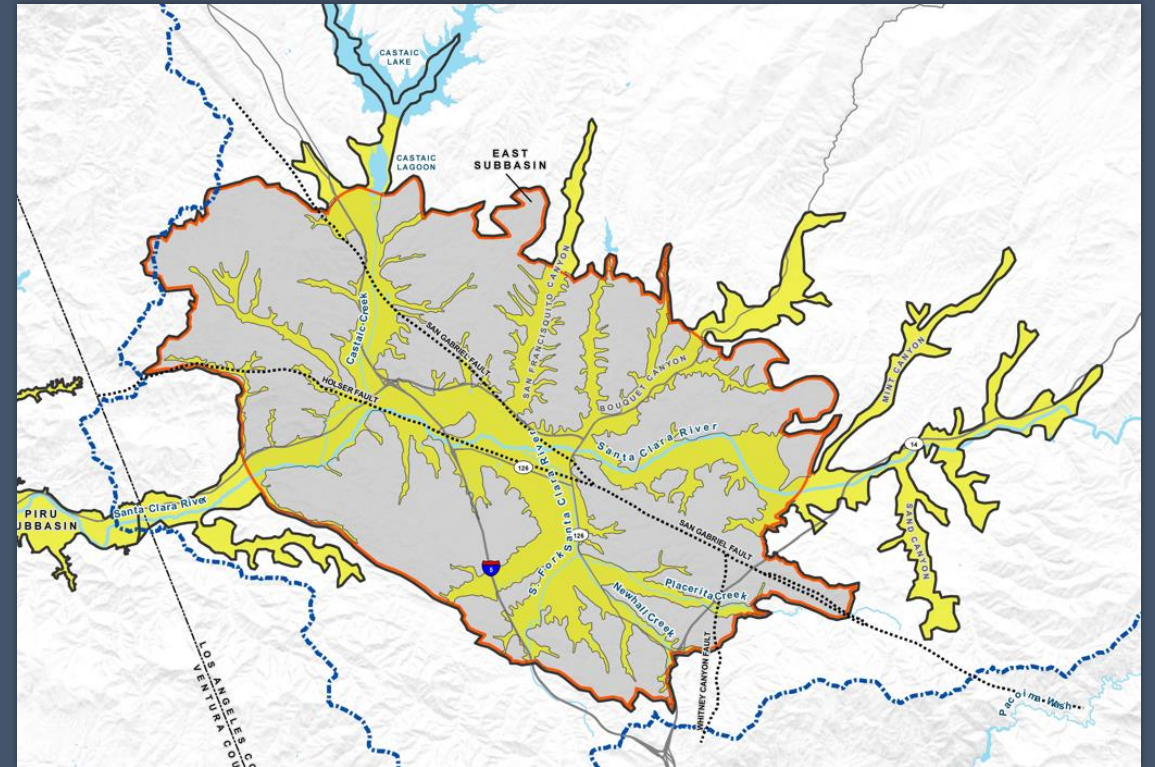 CASTAIC
LAKE
CASTAIC
LAGOON
EAST
SUBBASIN
SAN FRANCISQUITO CANYON
Castaic Creek
SAN GABRIEL FAULT
HOLSER FAULT
BOUQUET CANYON
MINT CANYON
Santa Clara River
14
126
PIRU
UBBASIN
Santa Clara River
SAND CANYON
SAN GABRIEL FAULT
126
S. Fork Santa Clara River
5
Placerita Creek
Newhall Creek
WHITNEY CANYON FAULT
LOS ANGELES CO
VENTURA COU
Pacoima Wash